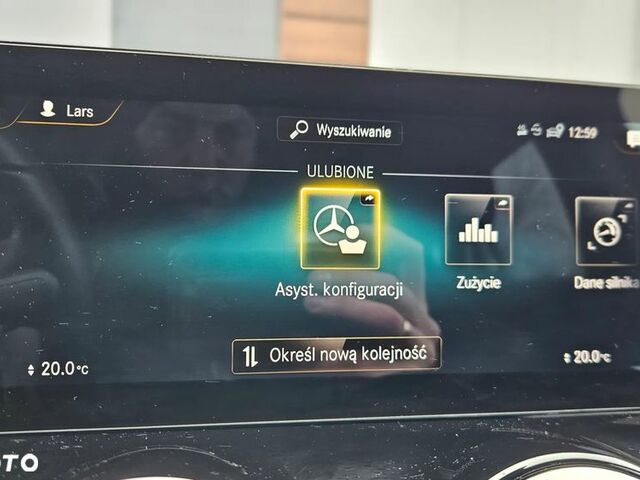 Lars
Wyszukiwanie
12:59
ULUBIONE
Asyst. konfiguracji
Zużycie
Dane silnika
Określ nową kolejność
20.0°C
20.0°C
OTO